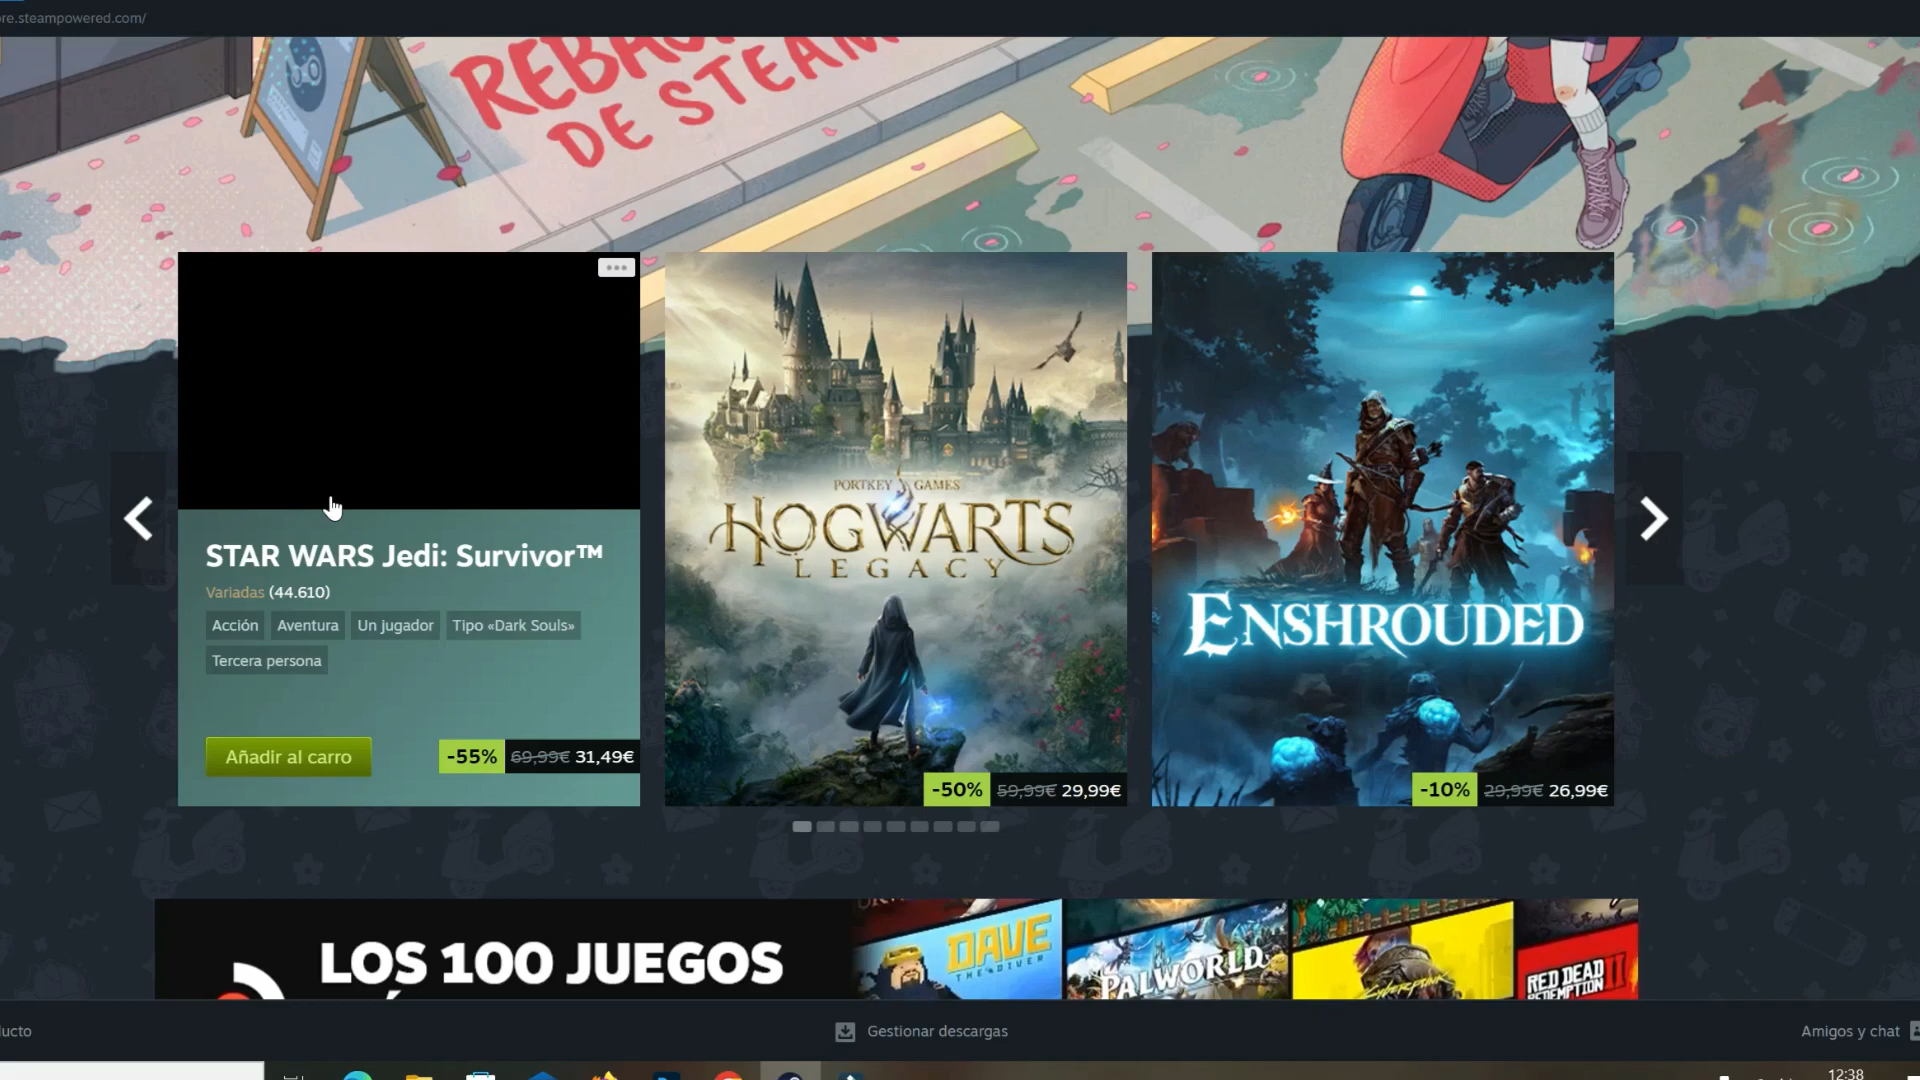 re.steampowered.com/
REBAJAS
DE STEAM
STAR WARS Jedi: Survivor™
Variadas (44.610)
Acción Aventura Un jugador Tipo «Dark Souls»
Tercera persona
Añadir al carro
-55% 69,99€ 31,49€
PORTKEY GAMES
HOGWARTS
LEGACY
-50% 59,99€ 29,99€
ENSHROUDED
-10% 29,99€ 26,99€
LOS 100 JUEGOS
DAVE
THE DIVER
PALWORLD
Cyberpunk
RED DEAD
REDEMPTION II
ucto
Gestionar descargas
Amigos y chat
12:38